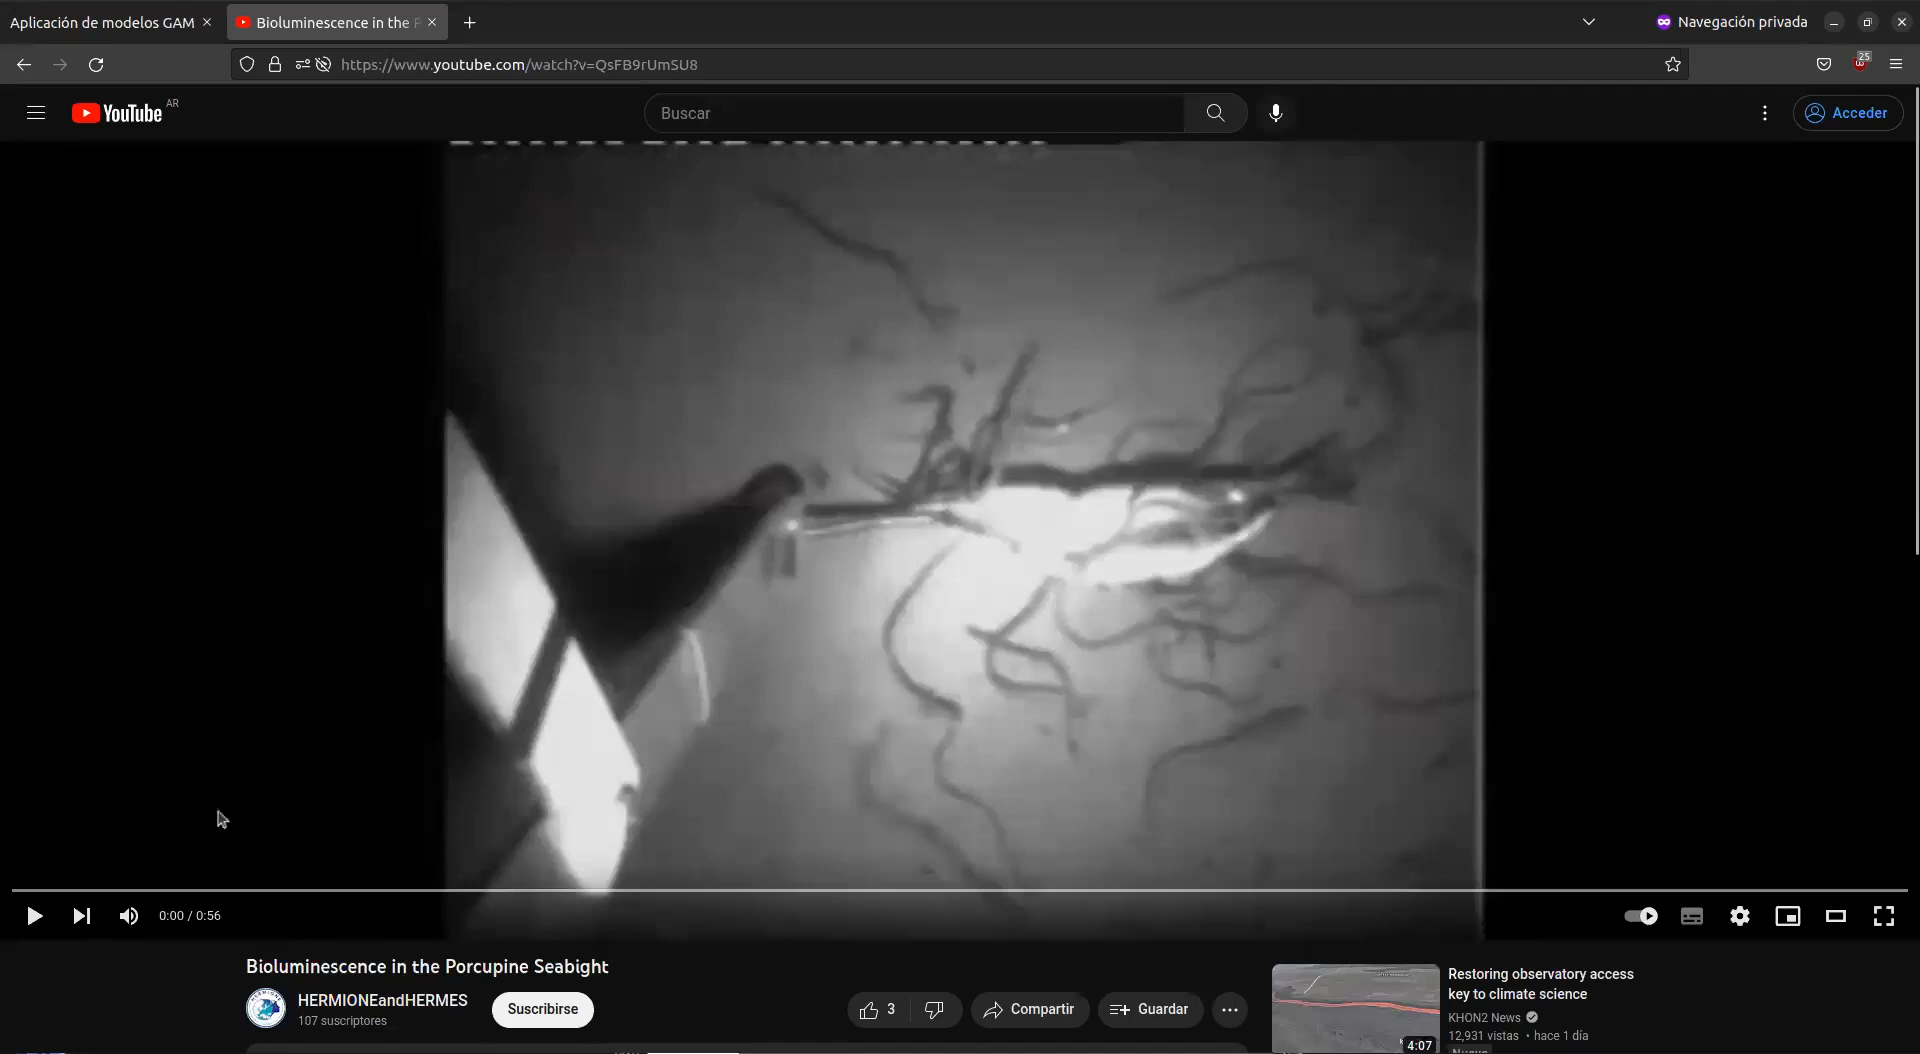 Aplicación de modelos GAM
Bioluminescence in the P
Navegación privada
https://www.youtube.com/watch?v=QsFB9rUmSU8
25
YouTube AR
Buscar
Acceder
0:00 / 0:56
Bioluminescence in the Porcupine Seabight
HERMIONEandHERMES
107 suscriptores
Suscribirse
3
Compartir
Guardar
4:07
Restoring observatory access
key to climate science
KHON2 News
12,931 vistas • hace 1 día